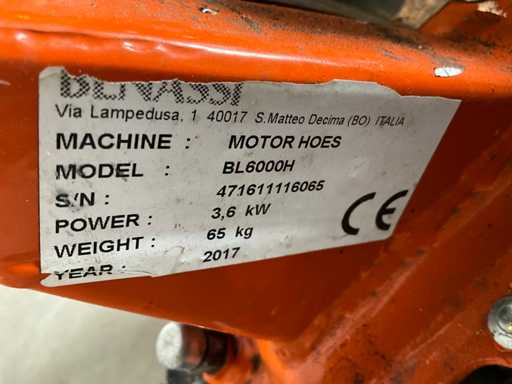 BENASSI
Via Lampedusa, 1 40017 S.Matteo Decima (BO) ITALIA
MACHINE : MOTOR HOES
MODEL : BL6000H
S/N : 471611116065
POWER : 3,6 kW
WEIGHT : 65 kg
YEAR : 2017
CE